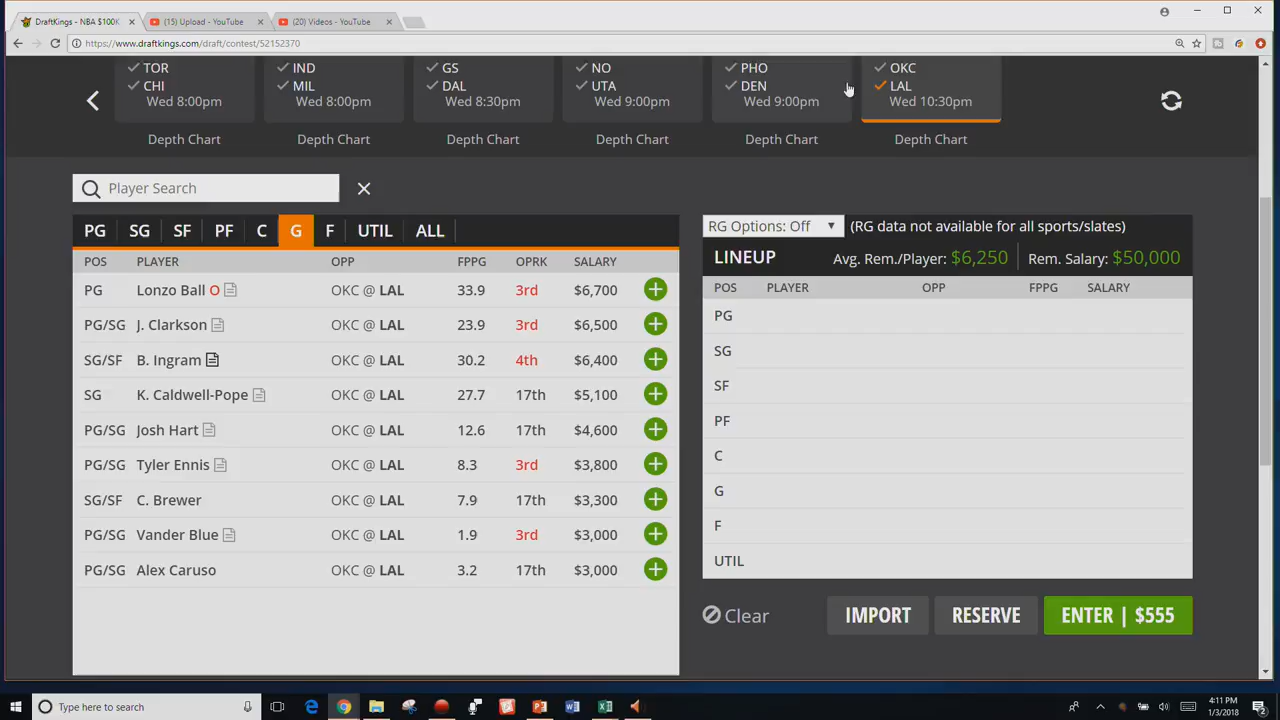 DraftKings - NBA $100K
(15) Upload - YouTube
(20) Videos - YouTube
https://www.draftkings.com/draft/contest/52152370
TOR
CHI
Wed 8:00pm
Depth Chart
IND
MIL
Wed 8:00pm
Depth Chart
GS
DAL
Wed 8:30pm
Depth Chart
NO
UTA
Wed 9:00pm
Depth Chart
PHO
DEN
Wed 9:00pm
Depth Chart
OKC
LAL
Wed 10:30pm
Depth Chart
Player Search
PG SG SF PF C G F UTIL ALL
POS PLAYER OPP FPPG OPRK SALARY
PG Lonzo Ball O OKC @ LAL 33.9 3rd $6,700
PG/SG J. Clarkson OKC @ LAL 23.9 3rd $6,500
SG/SF B. Ingram OKC @ LAL 30.2 4th $6,400
SG K. Caldwell-Pope OKC @ LAL 27.7 17th $5,100
PG/SG Josh Hart OKC @ LAL 12.6 17th $4,600
PG/SG Tyler Ennis OKC @ LAL 8.3 3rd $3,800
SG/SF C. Brewer OKC @ LAL 7.9 17th $3,300
PG/SG Vander Blue OKC @ LAL 1.9 3rd $3,000
PG/SG Alex Caruso OKC @ LAL 3.2 17th $3,000
RG Options: Off (RG data not available for all sports/slates)
LINEUP Avg. Rem./Player: $6,250 Rem. Salary: $50,000
POS PLAYER OPP FPPG SALARY
PG
SG
SF
PF
C
G
F
UTIL
Clear IMPORT RESERVE ENTER | $555
Type here to search
4:11 PM
1/3/2018
2